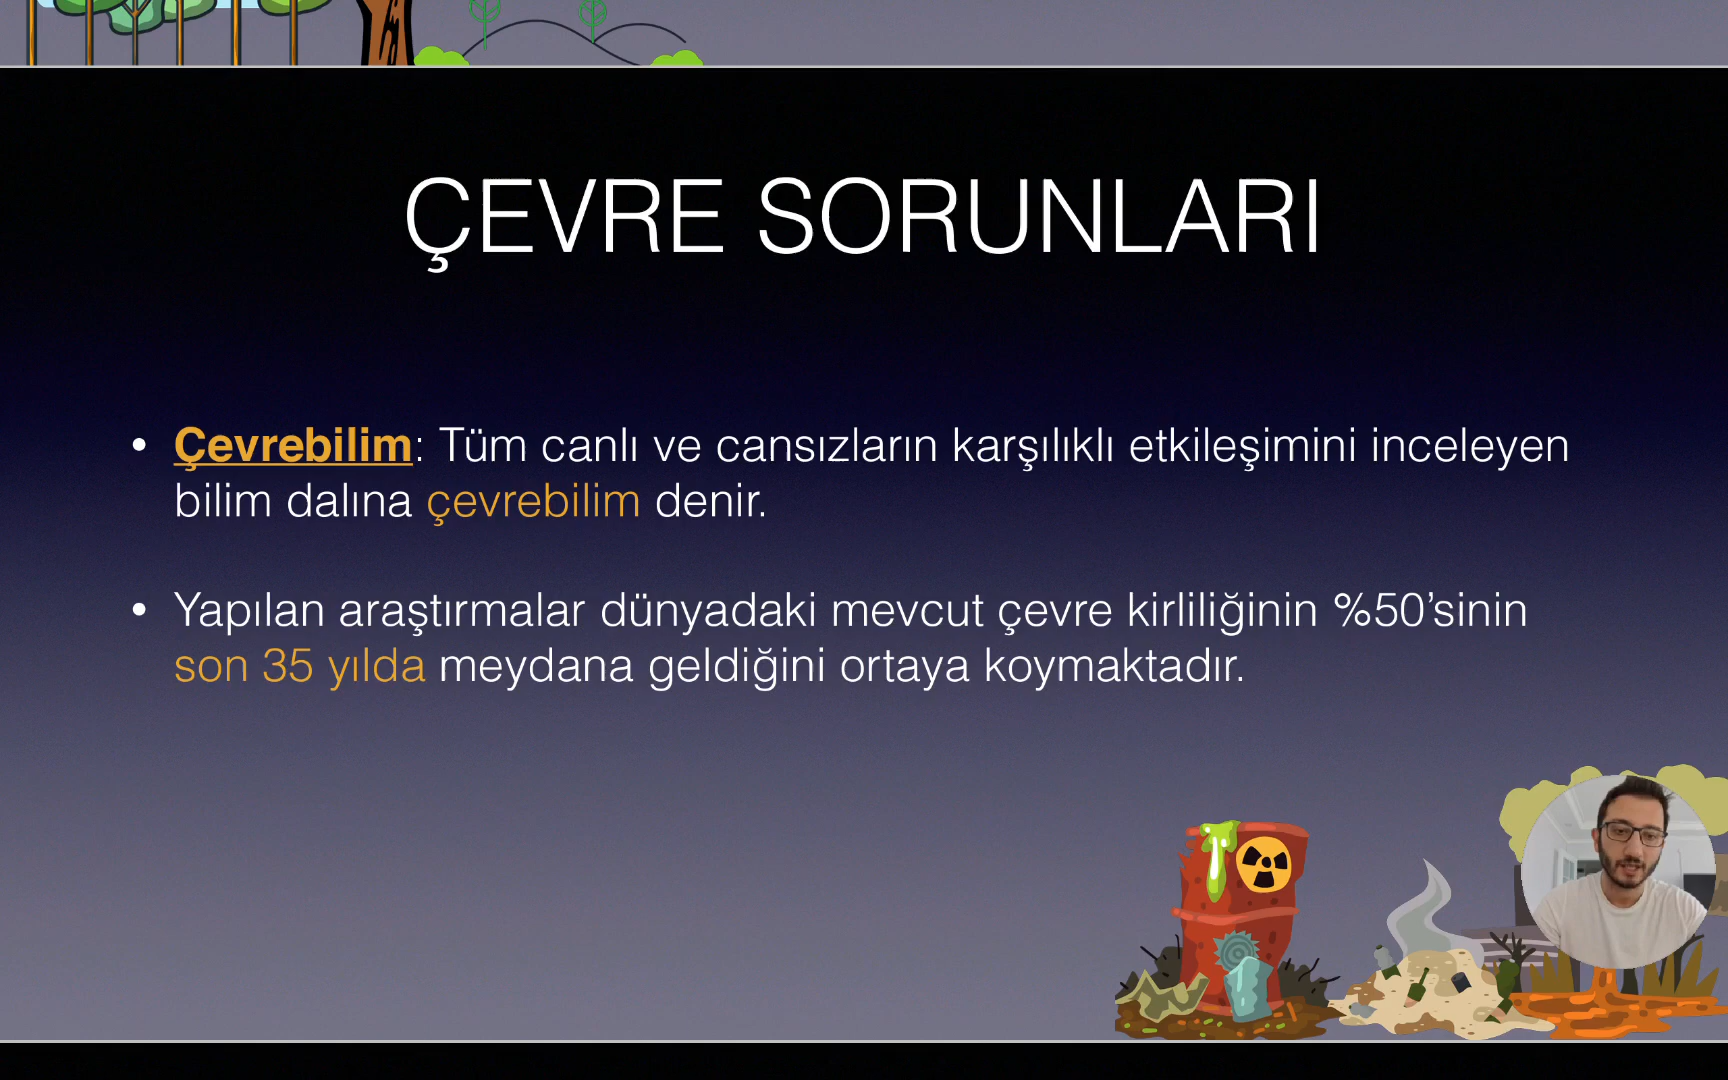 ÇEVRE SORUNLARI
• Çevrebilim: Tüm canlı ve cansızların karşılıklı etkileşimini inceleyen
bilim dalına çevrebilim denir.
• Yapılan araştırmalar dünyadaki mevcut çevre kirliliğinin %50’sinin
son 35 yılda meydana geldiğini ortaya koymaktadır.